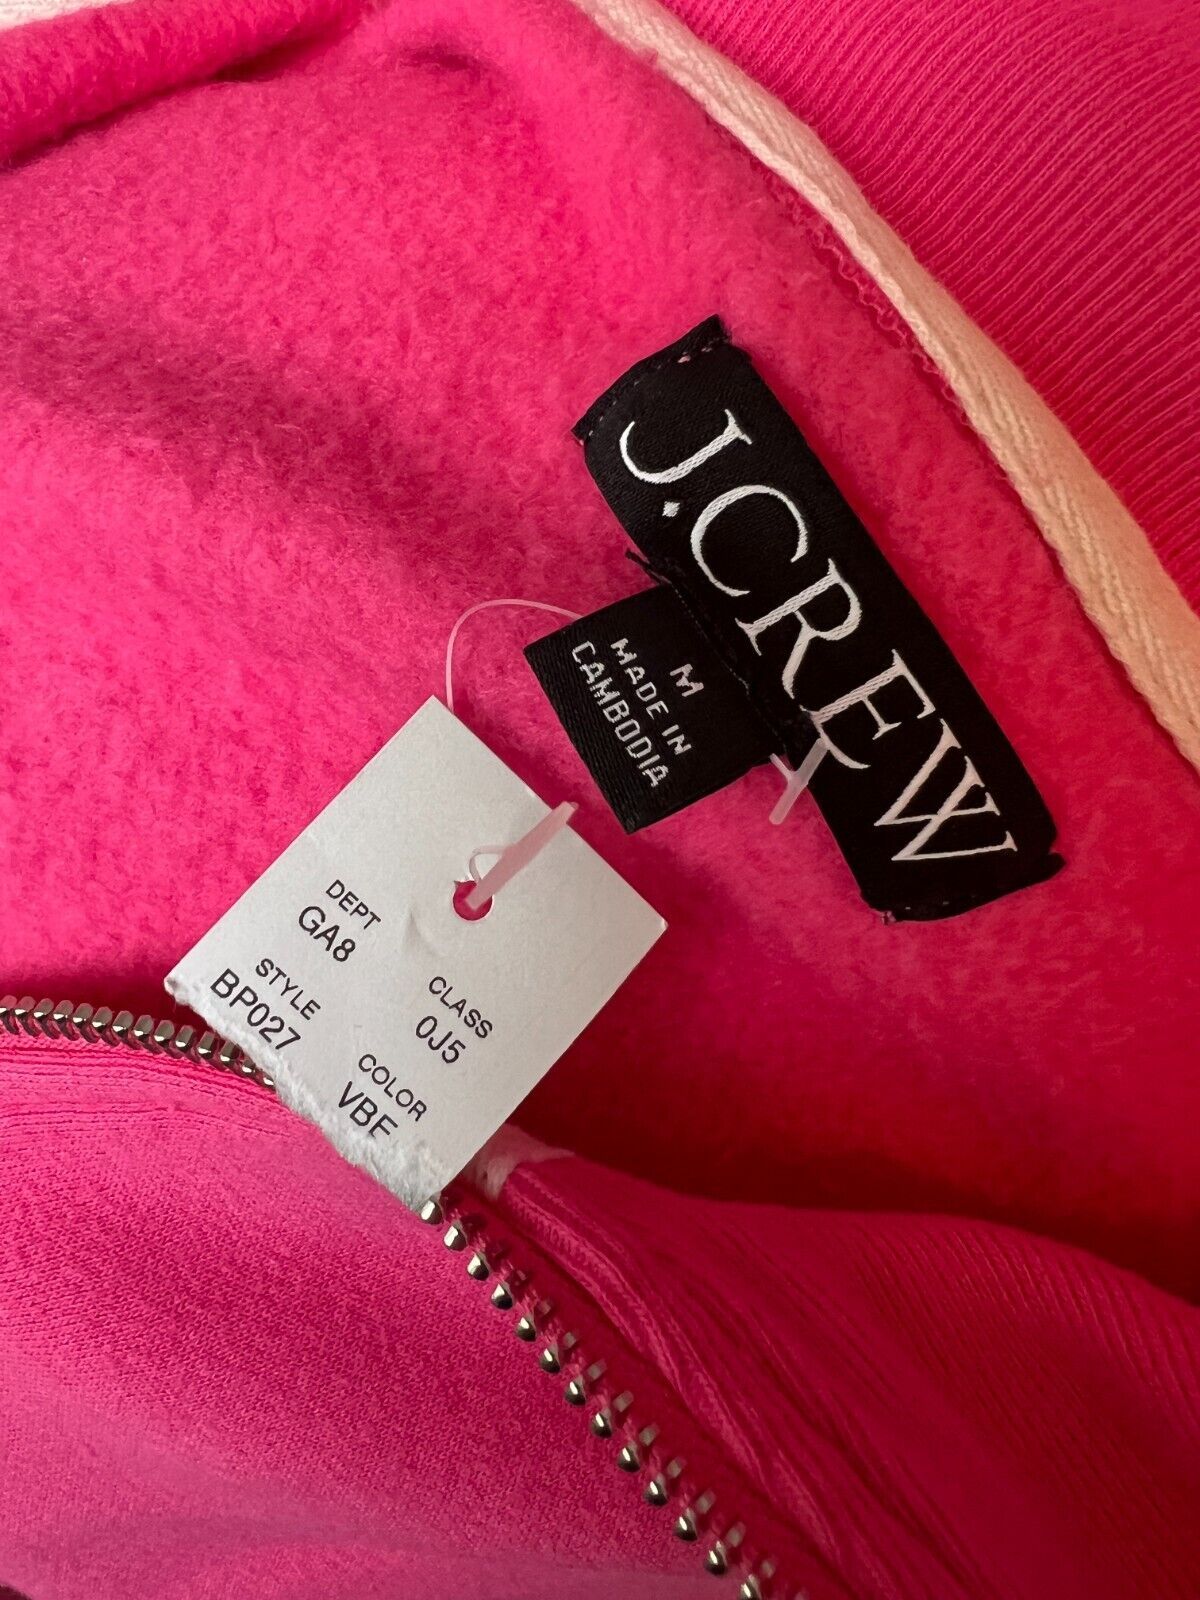 J.CREW
M
MADE IN
CAMBODIA
DEPT
GA8
CLASS
0J5
STYLE
BP027
COLOR
VBF